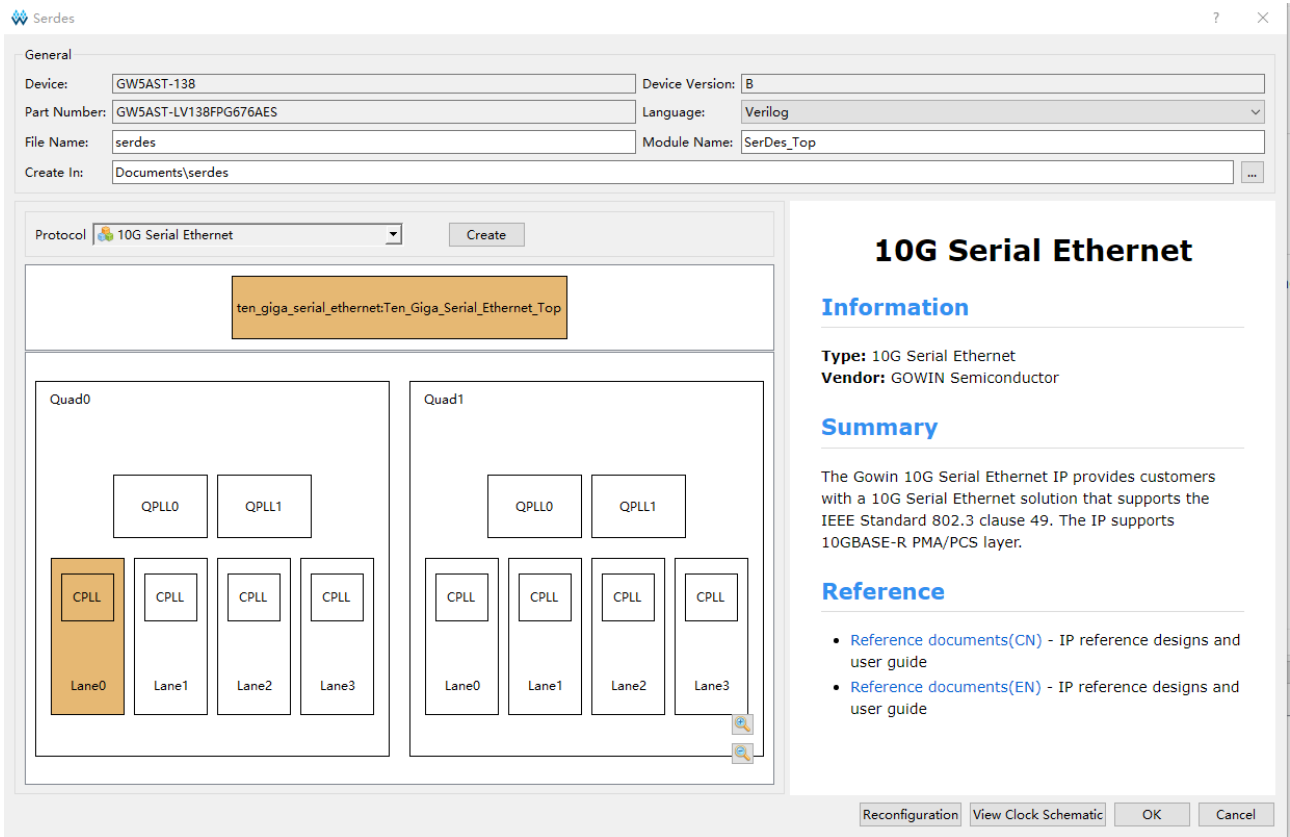 Serdes
General
Device: GW5AST-138 Device Version: B
Part Number: GW5AST-LV138FPG676AES Language: Verilog
File Name: serdes Module Name: SerDes_Top
Create In: Documents\serdes ...
Protocol 10G Serial Ethernet Create
ten_giga_serial_ethernet:Ten_Giga_Serial_Ethernet_Top
Quad0
QPLL0 QPLL1
CPLL CPLL CPLL CPLL
Lane0 Lane1 Lane2 Lane3
Quad1
QPLL0 QPLL1
CPLL CPLL CPLL CPLL
Lane0 Lane1 Lane2 Lane3
10G Serial Ethernet
Information
Type: 10G Serial Ethernet
Vendor: GOWIN Semiconductor
Summary
The Gowin 10G Serial Ethernet IP provides customers
with a 10G Serial Ethernet solution that supports the
IEEE Standard 802.3 clause 49. The IP supports
10GBASE-R PMA/PCS layer.
Reference
• Reference documents(CN) - IP reference designs and
user guide
• Reference documents(EN) - IP reference designs and
user guide
Reconfiguration View Clock Schematic OK Cancel